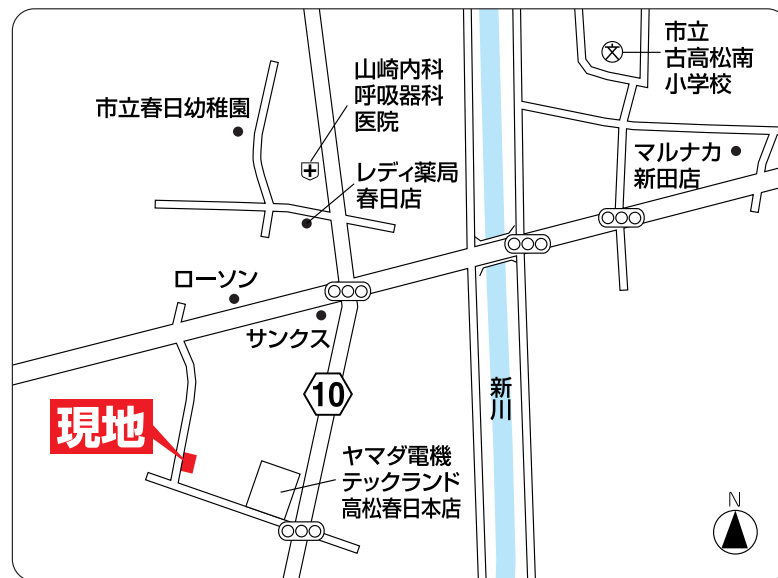 市立
古高松南
小学校
山崎内科
呼吸器科
医院
市立春日幼稚園
マルナカ
新田店
レディ薬局
春日店
ローソン
サンクス
10
新川
現地
ヤマダ電機
テックランド
高松春日本店
N
文